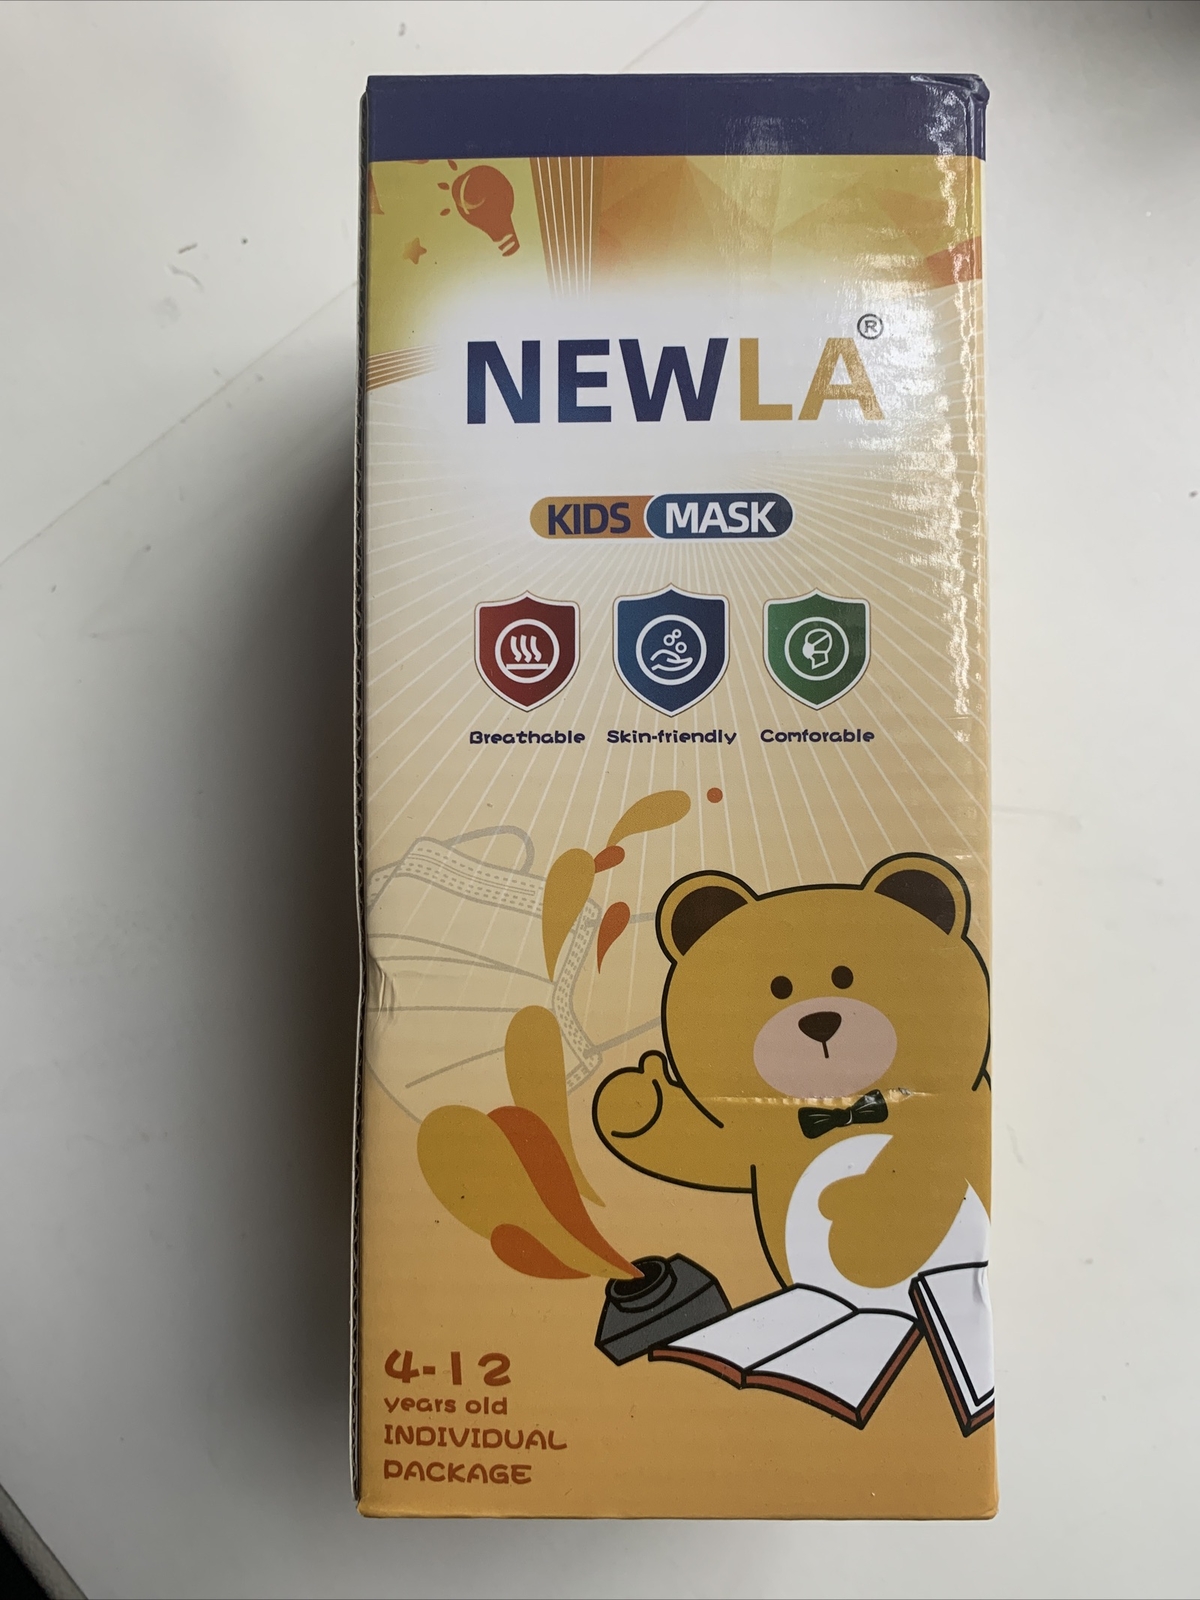 NEWLA®
KIDS MASK
Breathable Skin-friendly Comforable
4-12
years old
INDIVIDUAL
PACKAGE